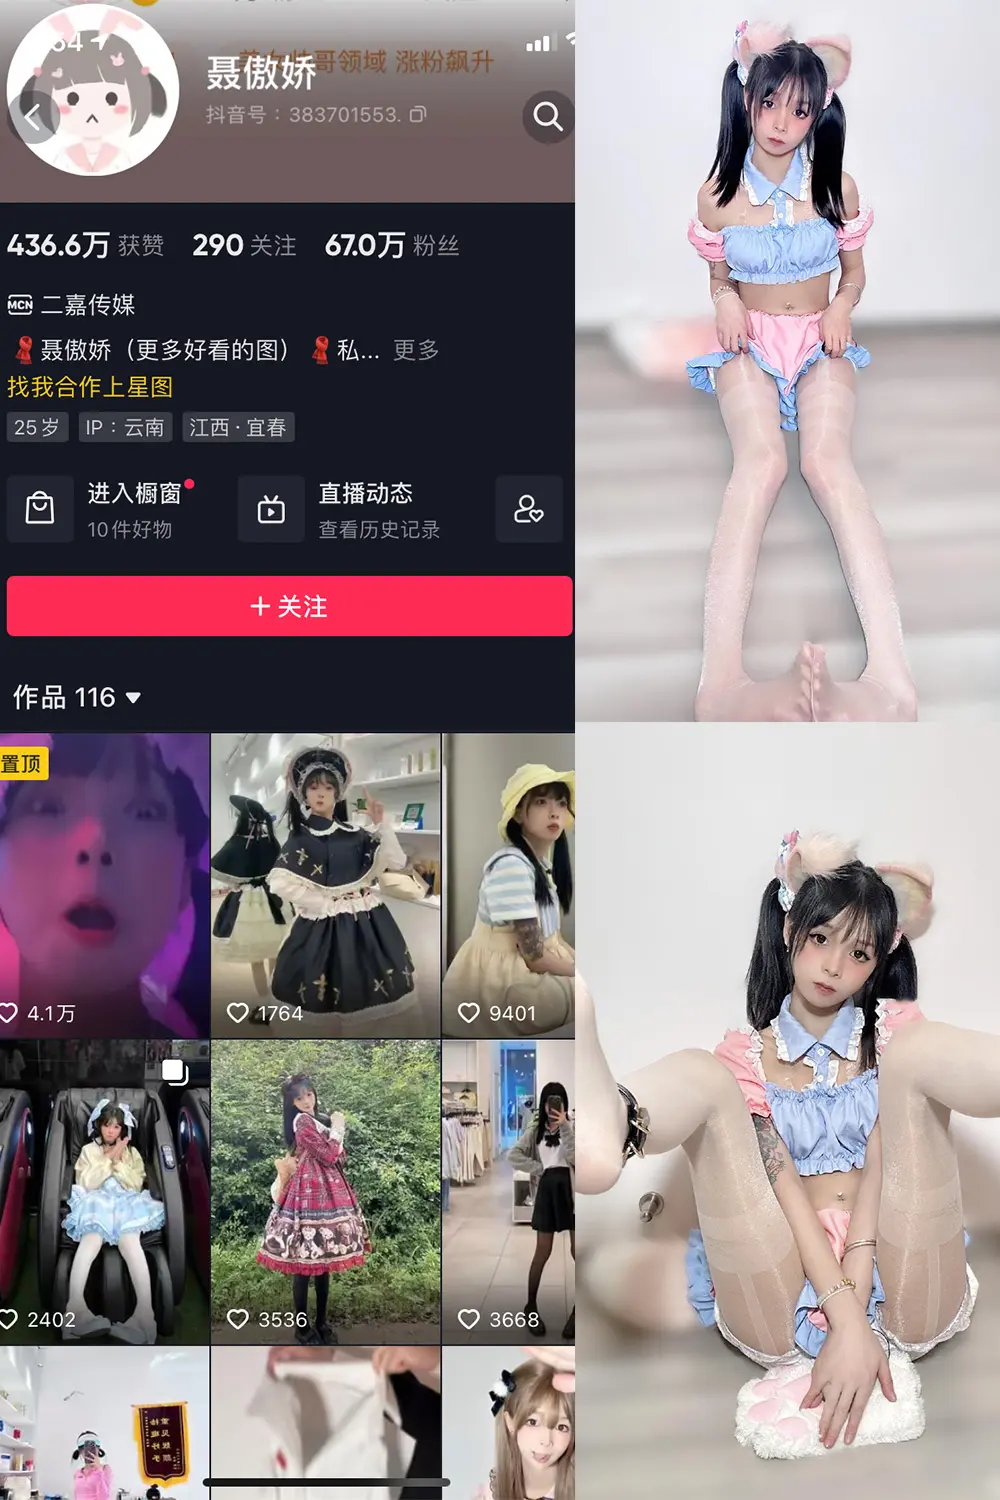 哥领域 涨粉飙升
聂傲娇
抖音号：383701553.
436.6万 获赞 290 关注 67.0万 粉丝
MCN 二嘉传媒
聂傲娇（更多好看的图） 私... 更多
找我合作上星图
25岁 IP：云南 江西·宜春
进入橱窗 直播动态
10件好物 查看历史记录
+ 关注
作品 116
置顶
4.1万 1764 9401
2402 3536 3668